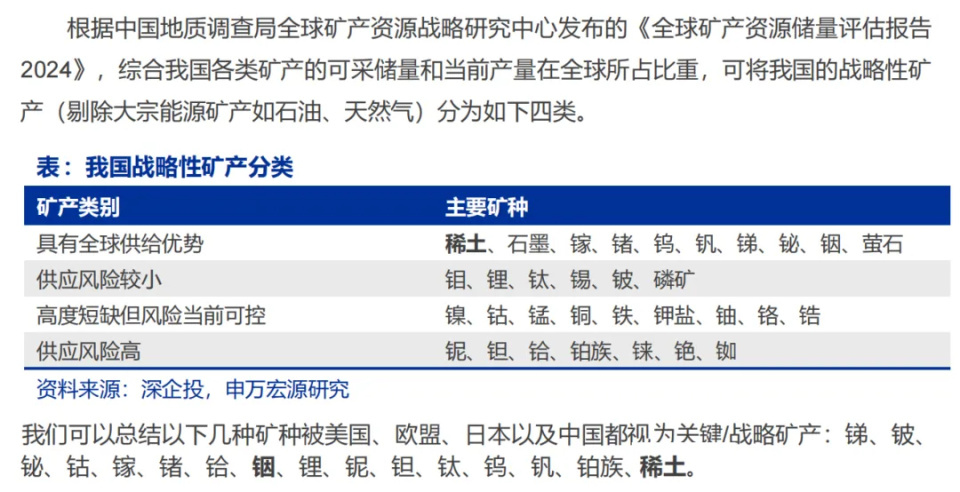 根据中国地质调查局全球矿产资源战略研究中心发布的《全球矿产资源储量评估报告
2024》，综合我国各类矿产的可采储量和当前产量在全球所占比重，可将我国的战略性矿
产（剔除大宗能源矿产如石油、天然气）分为如下四类。
表：我国战略性矿产分类
矿产类别 主要矿种
具有全球供给优势 稀土、石墨、镓、锗、钨、钒、锑、铋、铟、萤石
供应风险较小 钼、锂、钛、锡、铍、磷矿
高度短缺但风险当前可控 镍、钴、锰、铜、铁、钾盐、铀、铬、锆
供应风险高 铌、钽、铪、铂族、铼、铯、铷
资料来源：深企投，申万宏源研究
我们可以总结以下几种矿种被美国、欧盟、日本以及中国都视为关键/战略矿产：锑、铍、
铋、钴、镓、锗、铪、铟、锂、铌、钽、钛、钨、钒、铂族、稀土。